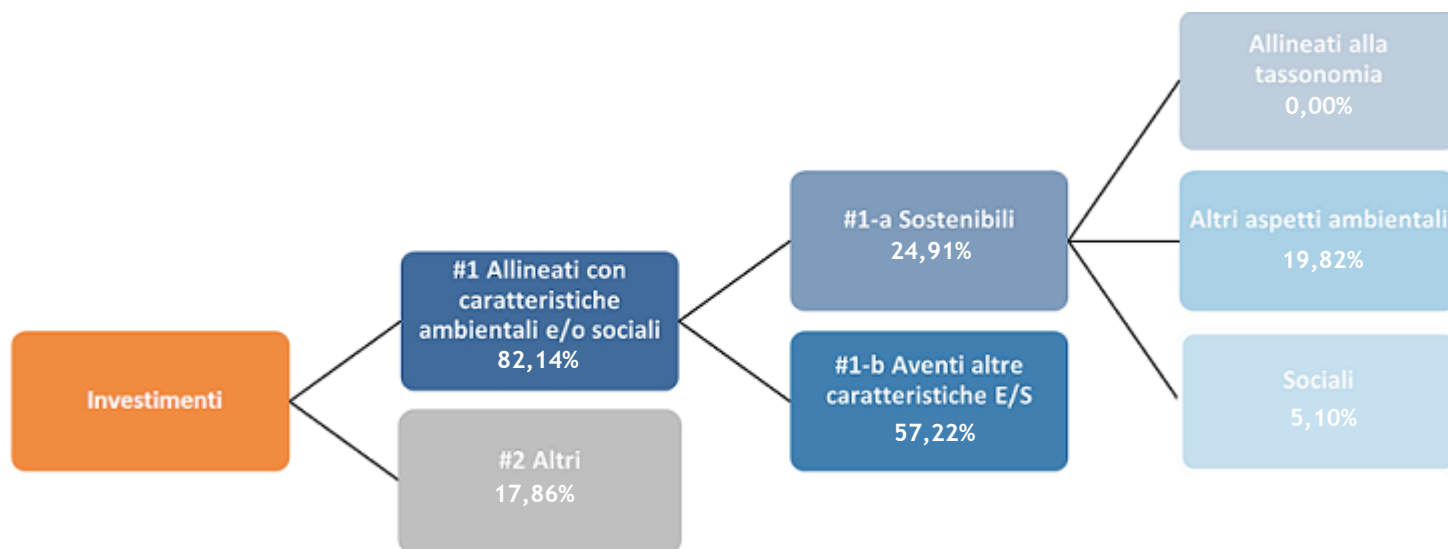 Investimenti
#1 Allineati con
caratteristiche
ambientali e/o sociali
82,14%
#2 Altri
17,86%
#1-a Sostenibili
24,91%
#1-b Aventi altre
caratteristiche E/S
57,22%
Allineati alla
tassonomia
0,00%
Altri aspetti ambientali
19,82%
Sociali
5,10%